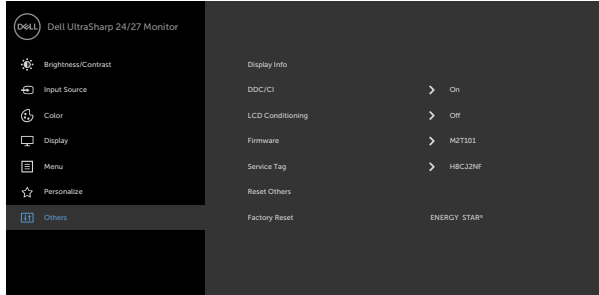 DELL Dell UltraSharp 24/27 Monitor
Brightness/Contrast Display Info
Input Source DDC/CI On
Color LCD Conditioning Off
Display Firmware M2T101
Menu Service Tag H8CJ2NF
Personalize Reset Others
Others Factory Reset ENERGY STAR®